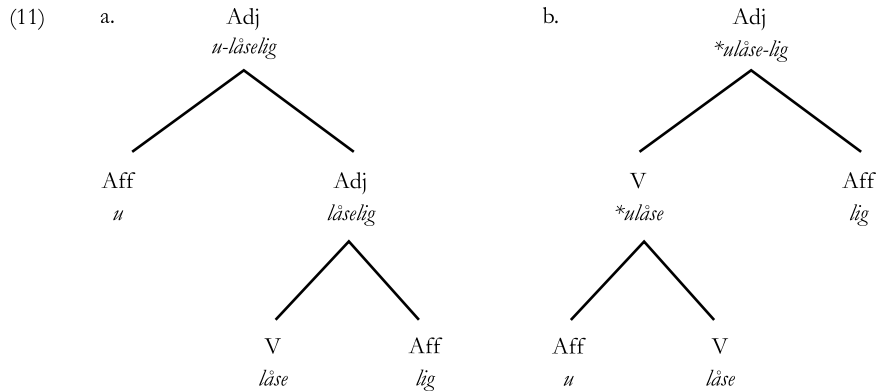 (11) a. Adj b. Adj
u-låselig *ulåse-lig
Aff Adj V Aff
u låselig *ulåse lig
V Aff Aff V
låse lig u låse